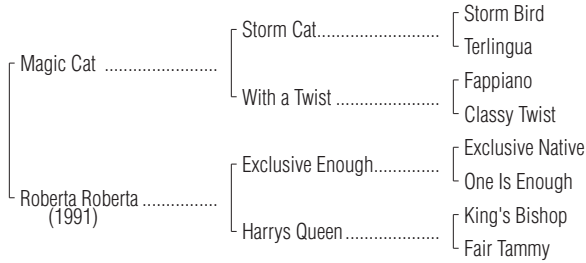 Storm Bird
Storm Cat....................................
Terlingua
Magic Cat .........................
Fappiano
With a Twist ..............................
Classy Twist
Exclusive Native
Exclusive Enough...................
One Is Enough
Roberta Roberta .................
(1991)
King's Bishop
Harrys Queen ...........................
Fair Tammy